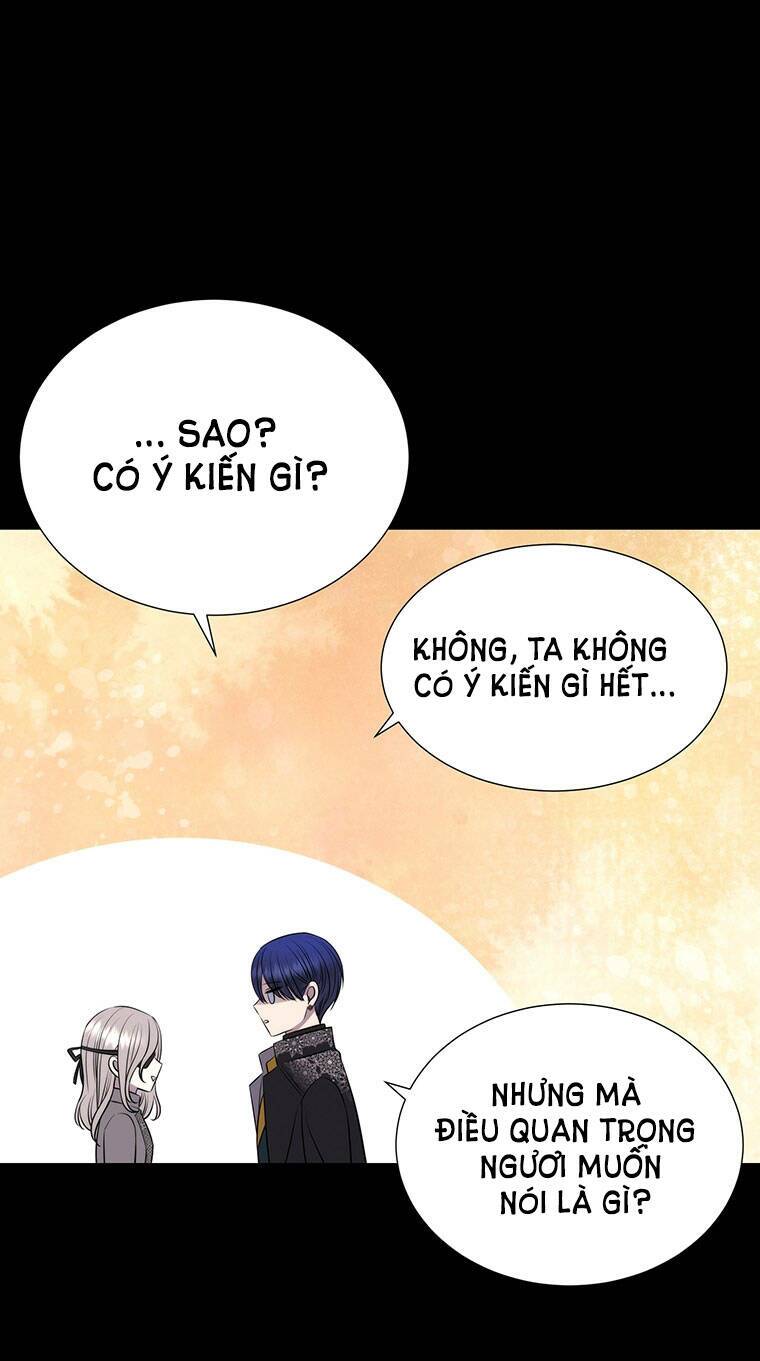 ... SAO?
CÓ Ý KIẾN GÌ?
KHÔNG, TA KHÔNG
CÓ Ý KIẾN GÌ HẾT...
NHƯNG MÀ
ĐIỀU QUAN TRỌNG
NGƯƠI MUỐN
NÓI LÀ GÌ?